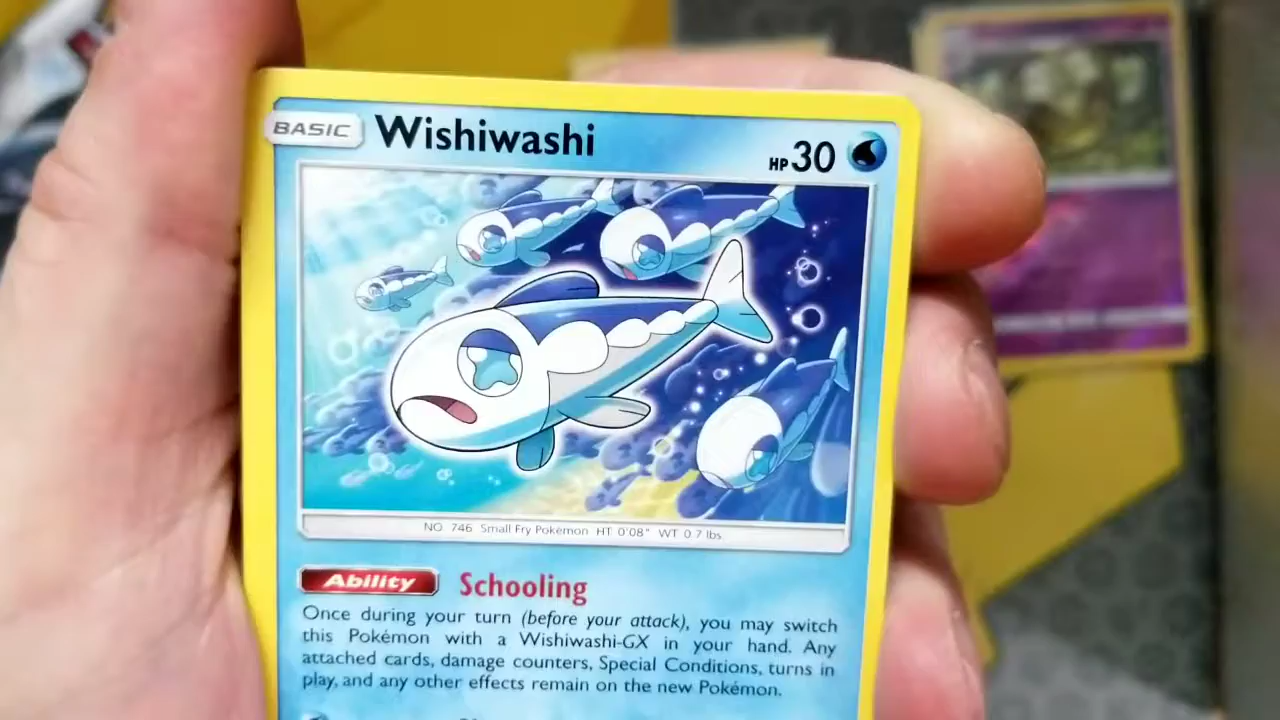 BASIC Wishiwashi HP 30
NO. 746 Small Fry Pokémon HT 0'08" WT 0.7 lbs.
Ability Schooling
Once during your turn (before your attack), you may switch
this Pokémon with a Wishiwashi-GX in your hand. Any
attached cards, damage counters, Special Conditions, turns in
play, and any other effects remain on the new Pokémon.